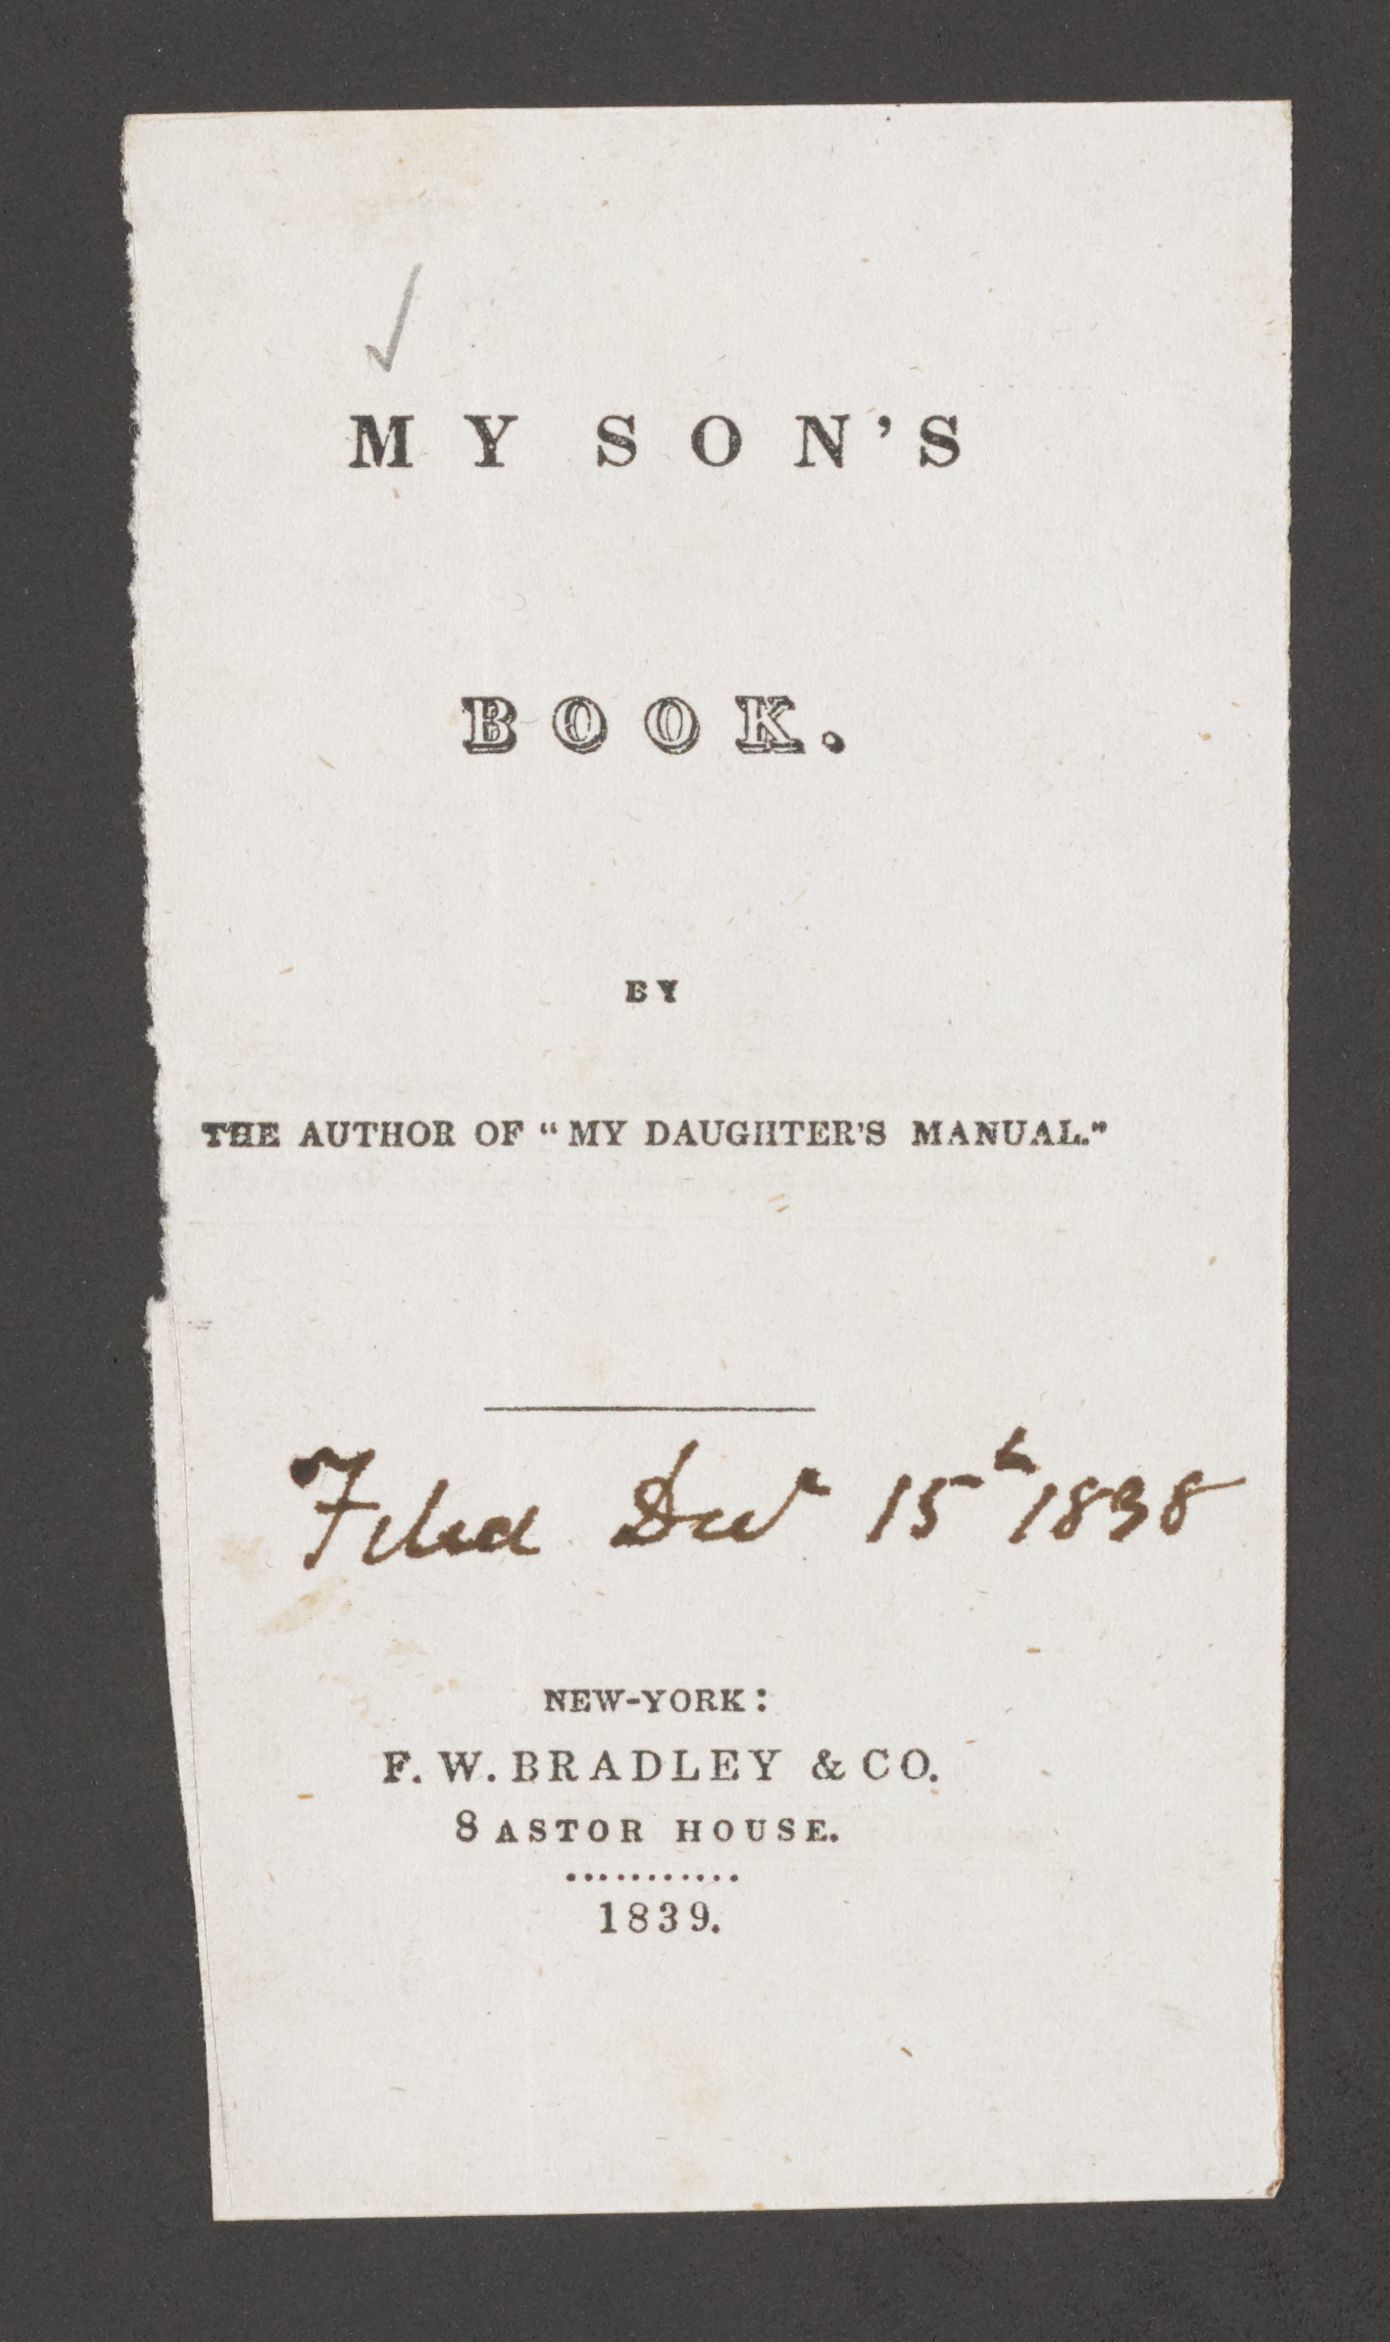 MY SON'S
BOOK.
BY
THE AUTHOR OF "MY DAUGHTER'S MANUAL."
Filed Decr 15th 1838
NEW-YORK:
F. W. BRADLEY & CO.
8 ASTOR HOUSE.
...........
1839.